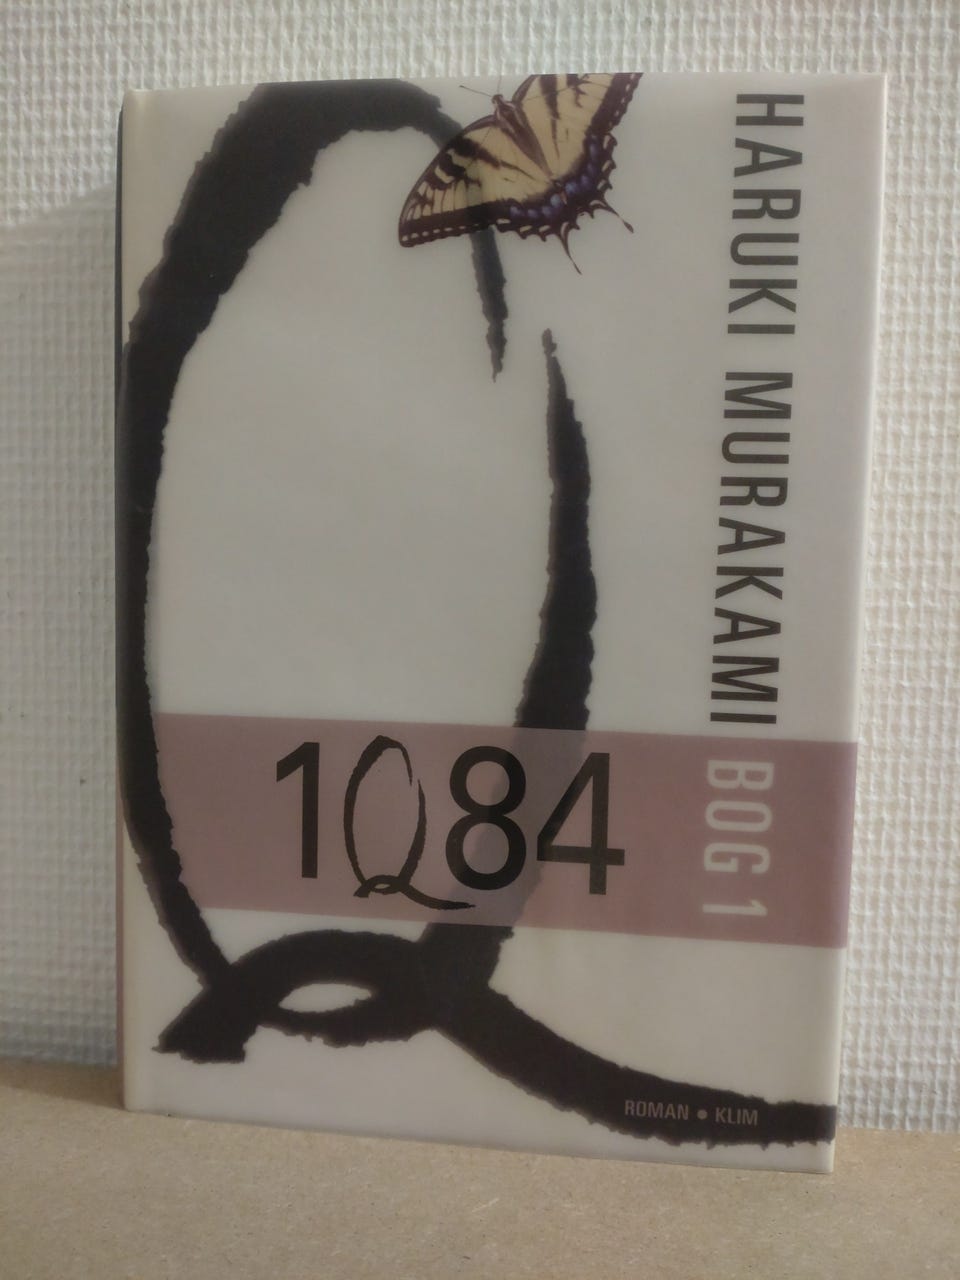 HARUKI MURAKAMI BOG 1
1Q84
ROMAN • KLIM